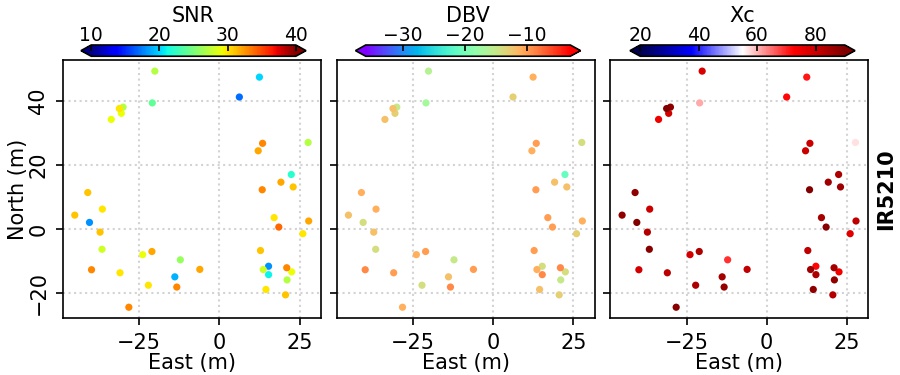 SNR DBV Xc
10 20 30 40 −30 −20 −10 20 40 60 80
North (m)
40
20
0
−20
−25 0 25 −25 0 25 −25 0 25
East (m) East (m) East (m)
IR5210